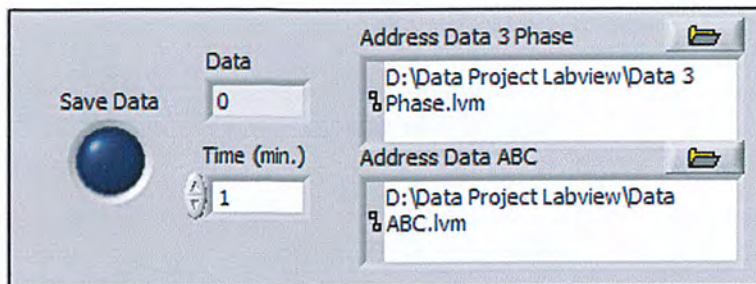 Save Data
Data
0
Time (min.)
1
Address Data 3 Phase
D:\Data Project Labview\Data 3
Phase.lvm
Address Data ABC
D:\Data Project Labview\Data
ABC.lvm